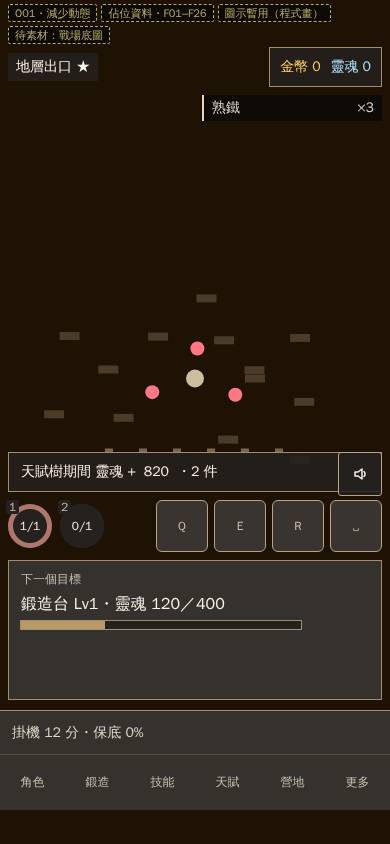 001・減少動態 佔位資料・F01–F26 圖示暫用（程式畫）
待素材：戰場底圖
地層出口 ★ 金幣 0 靈魂 0
熟鐵 ×3
天賦樹期間 靈魂 + 820 ・2 件
1 1/1 2 0/1 Q E R ⎵
下一個目標
鍛造台 Lv1・靈魂 120／400
掛機 12 分・保底 0%
角色 鍛造 技能 天賦 營地 更多